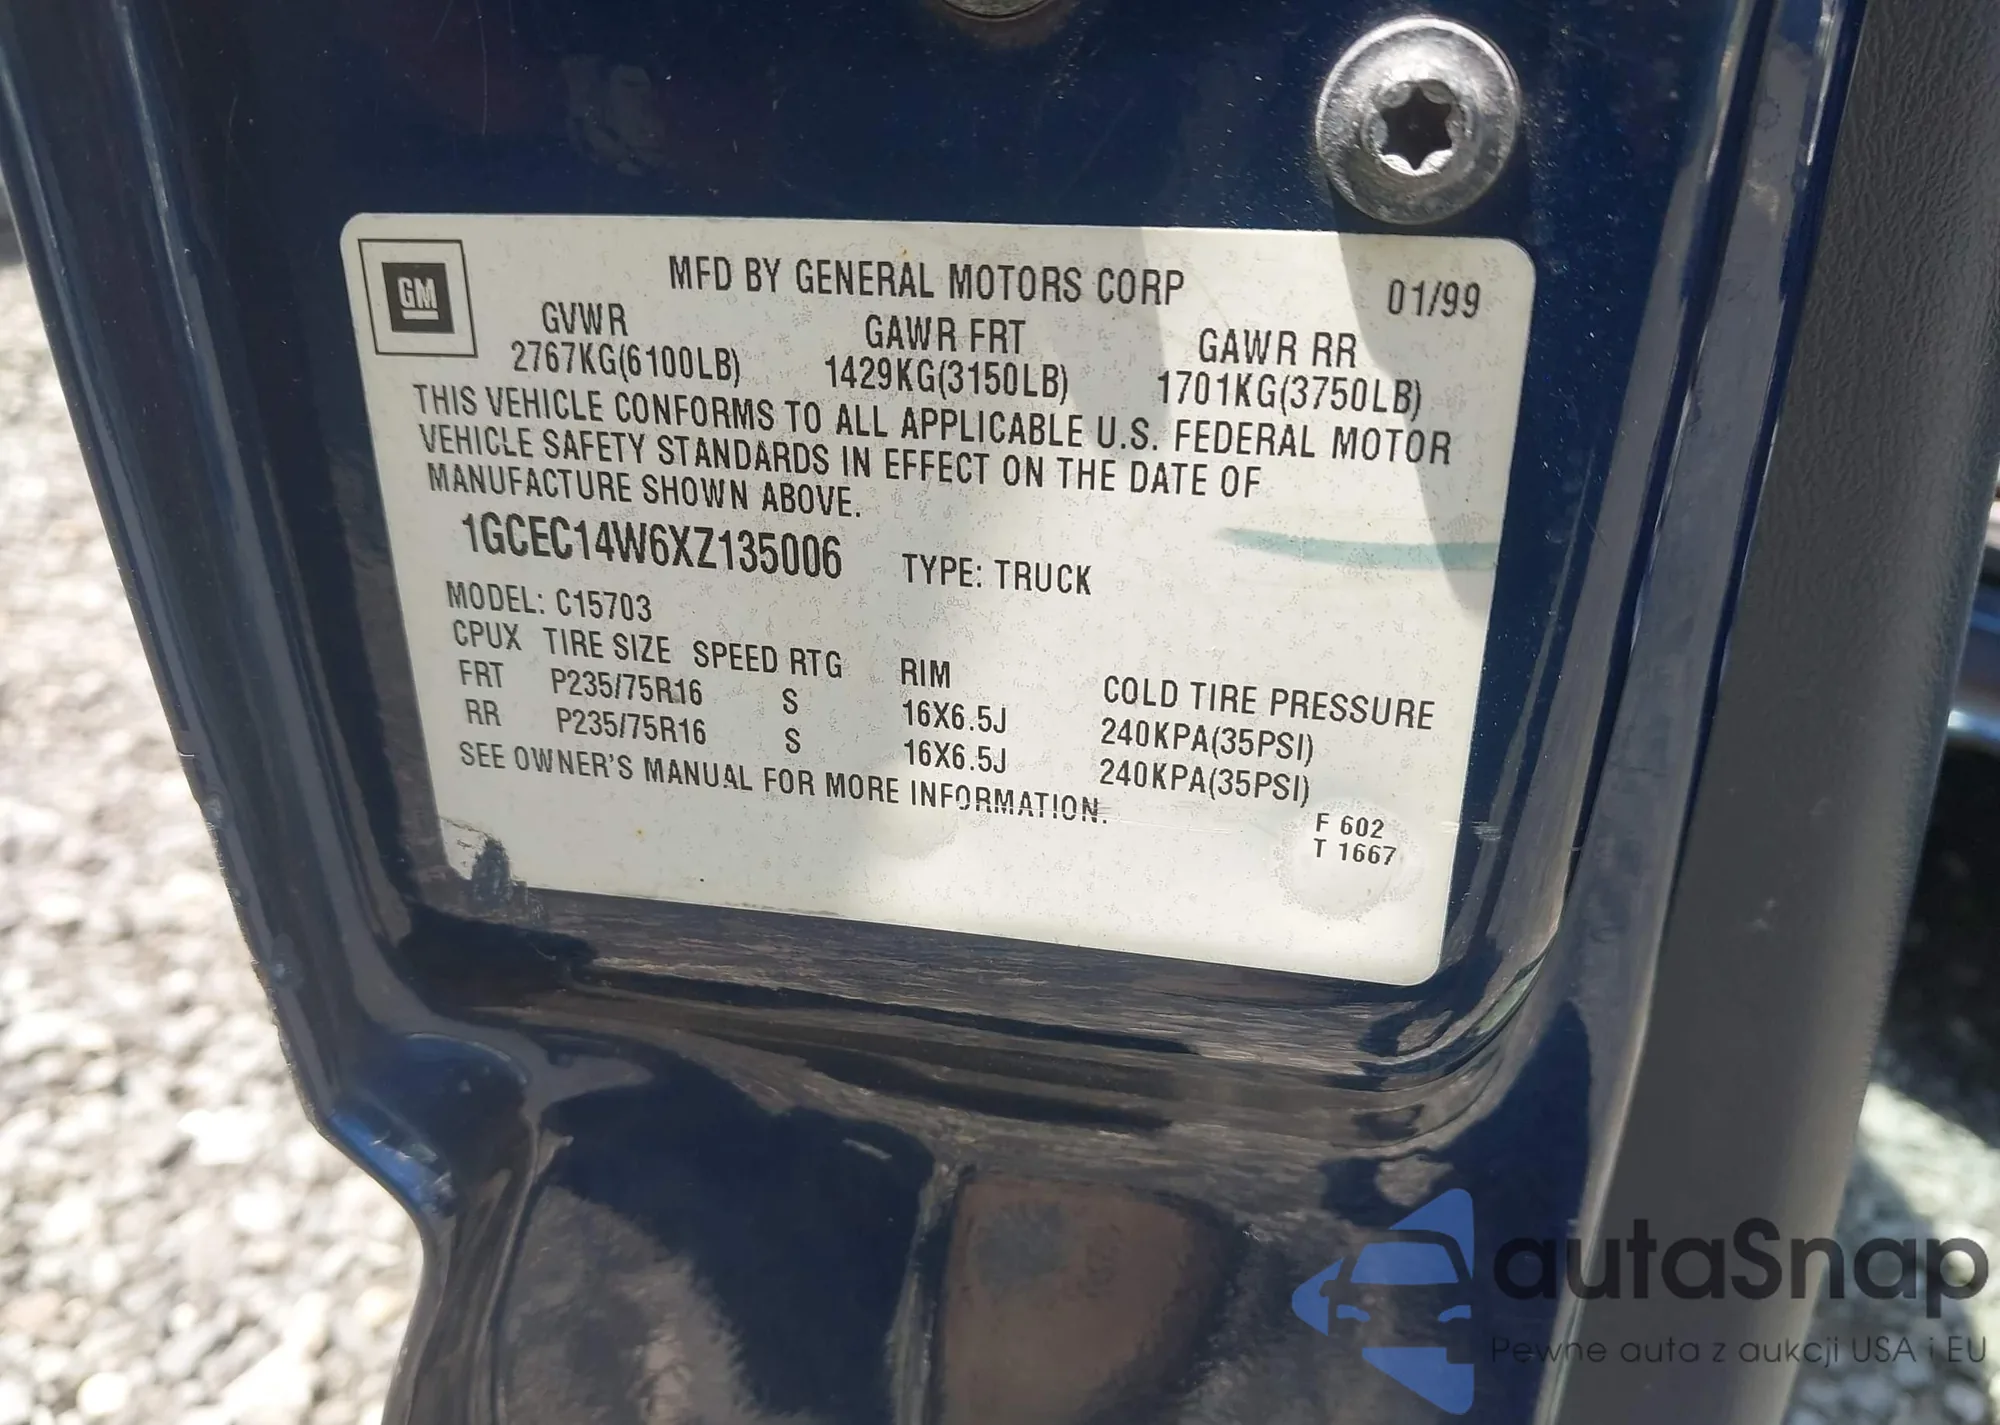 GM
MFD BY GENERAL MOTORS CORP 01/99
GVWR GAWR FRT GAWR RR
2767KG(6100LB) 1429KG(3150LB) 1701KG(3750LB)
THIS VEHICLE CONFORMS TO ALL APPLICABLE U.S. FEDERAL MOTOR
VEHICLE SAFETY STANDARDS IN EFFECT ON THE DATE OF
MANUFACTURE SHOWN ABOVE.
1GCEC14W6XZ135006 TYPE: TRUCK
MODEL: C15703
CPUX TIRE SIZE SPEED RTG RIM COLD TIRE PRESSURE
FRT P235/75R16 S 16X6.5J 240KPA(35PSI)
RR P235/75R16 S 16X6.5J 240KPA(35PSI)
SEE OWNER'S MANUAL FOR MORE INFORMATION.
F 602
T 1667
autaSnap
Pewne auta z aukcji USA i EU